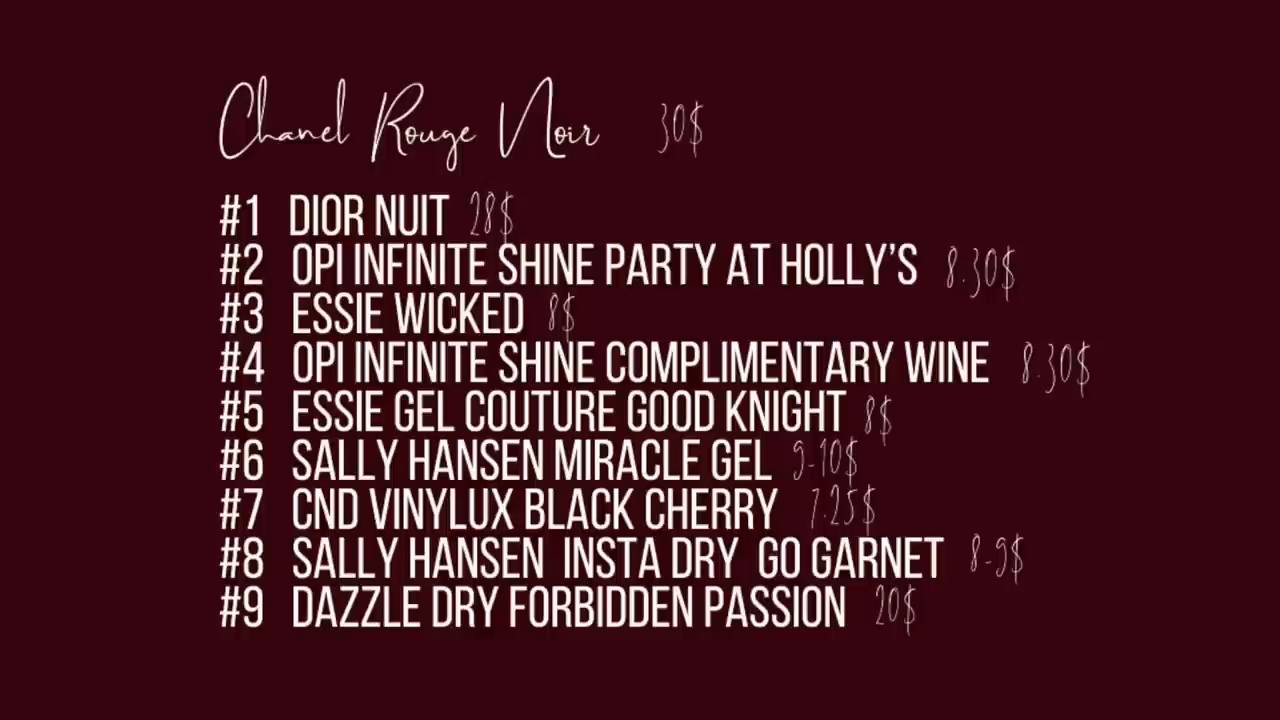 Chanel Rouge Noir 30$
#1 DIOR NUIT 28$
#2 OPI INFINITE SHINE PARTY AT HOLLY'S 8.30$
#3 ESSIE WICKED 8$
#4 OPI INFINITE SHINE COMPLIMENTARY WINE 8.30$
#5 ESSIE GEL COUTURE GOOD KNIGHT 8$
#6 SALLY HANSEN MIRACLE GEL 9-10$
#7 CND VINYLUX BLACK CHERRY 7.25$
#8 SALLY HANSEN INSTA DRY GO GARNET 8-9$
#9 DAZZLE DRY FORBIDDEN PASSION 20$